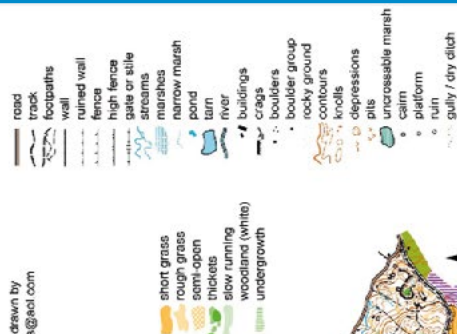 drawn by
s@aol.com
short grass
rough grass
semi-open
thickets
slow running
woodland (white)
undergrowth
road
track
footpaths
wall
ruined wall
fence
high fence
gate or stile
streams
marshes
narrow marsh
pond
tarn
river
buildings
crags
boulders
boulder group
rocky ground
contours
knolls
depressions
pits
uncrossable marsh
cairn
platform
ruin
gully / dry ditch